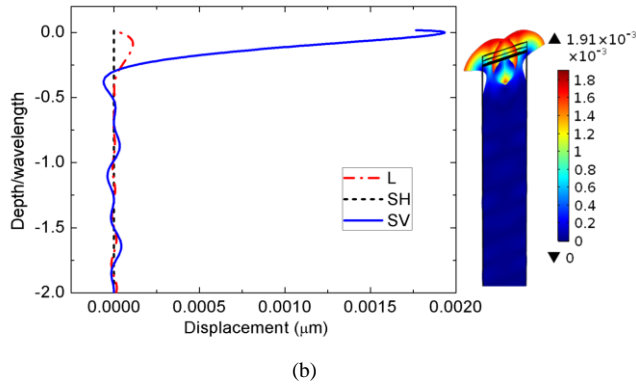 0.0
-0.5
-1.0
-1.5
-2.0
Depth/wavelength
L
SH
SV
0.0000 0.0005 0.0010 0.0015 0.0020
Displacement (μm)
▲ 1.91×10⁻³
×10⁻³
1.8
1.6
1.4
1.2
1
0.8
0.6
0.4
0.2
0
▼ 0
(b)